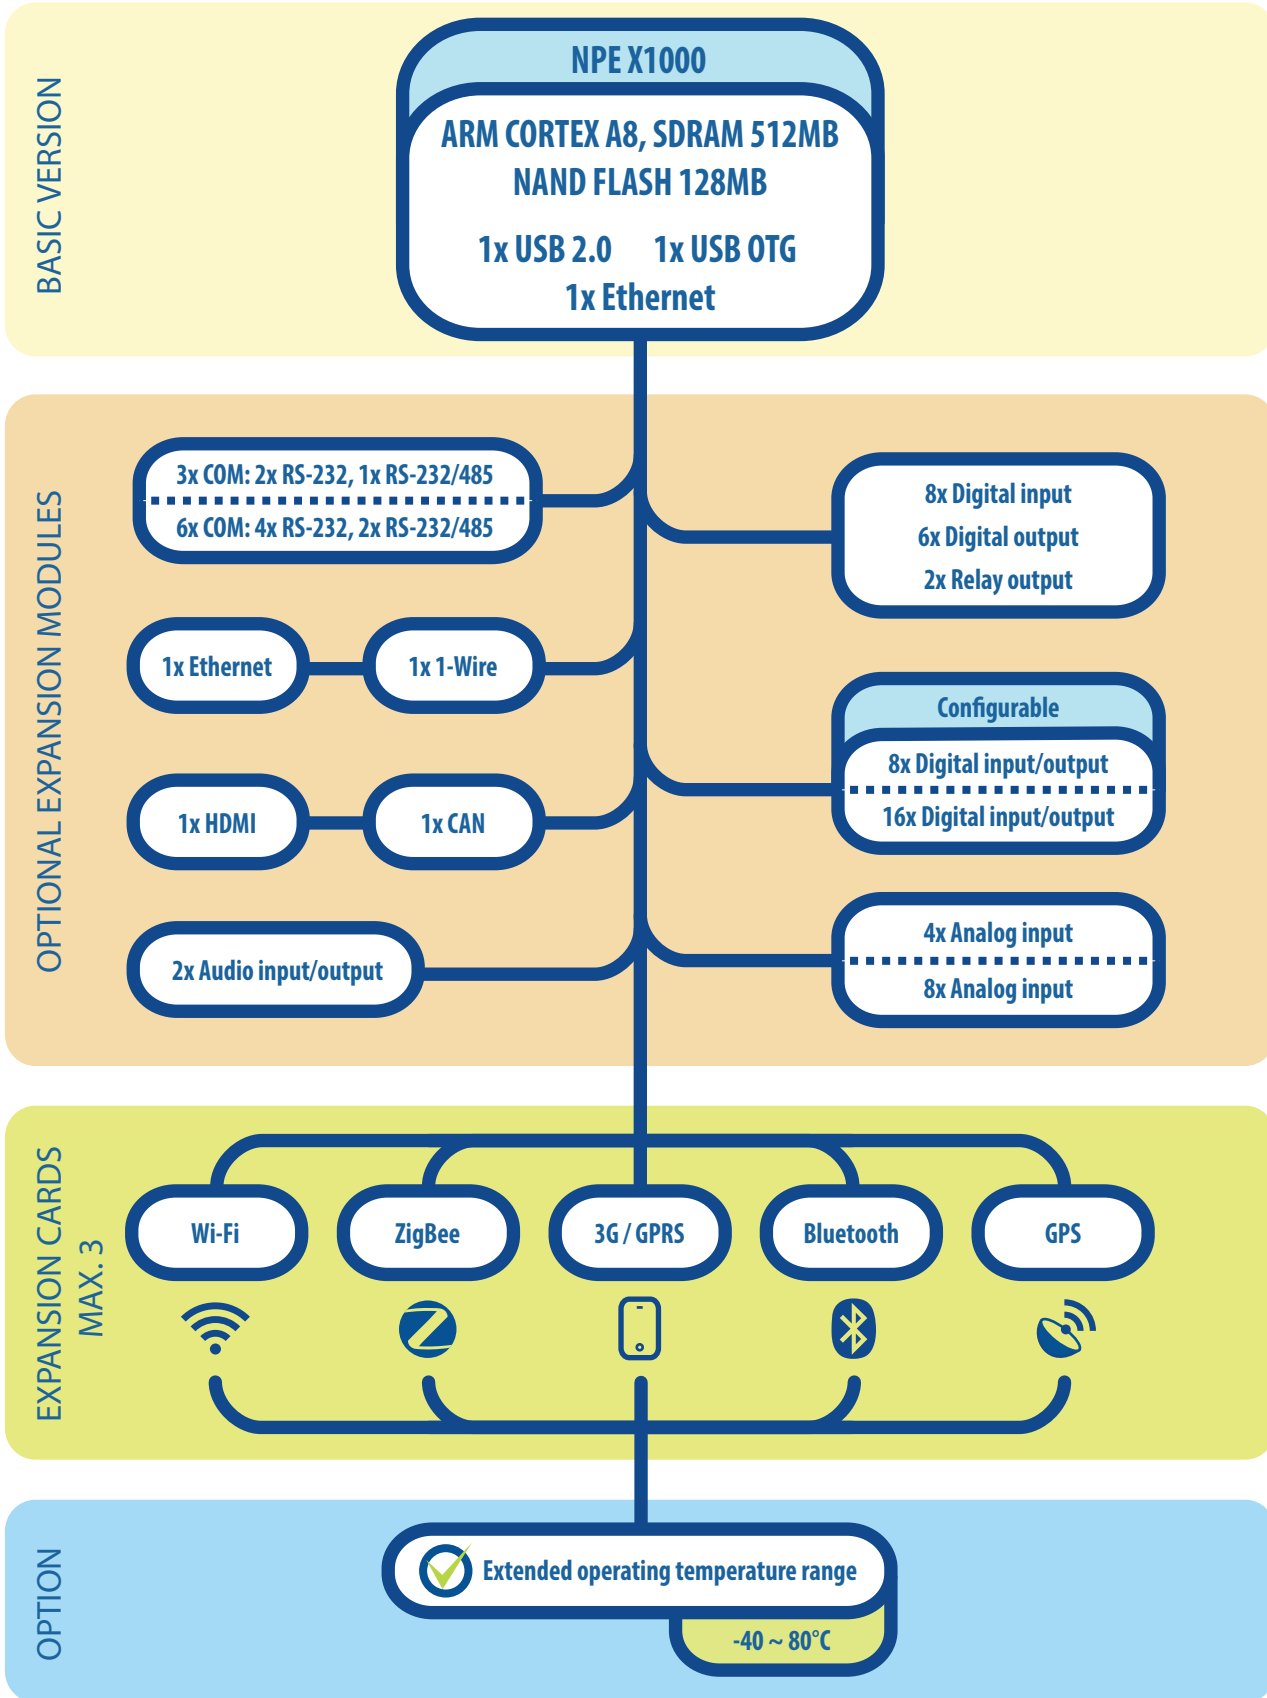 BASIC VERSION
NPE X1000
ARM CORTEX A8, SDRAM 512MB
NAND FLASH 128MB
1x USB 2.0 1x USB OTG
1x Ethernet
OPTIONAL EXPANSION MODULES
3x COM: 2x RS-232, 1x RS-232/485
6x COM: 4x RS-232, 2x RS-232/485
8x Digital input
6x Digital output
2x Relay output
1x Ethernet
1x 1-Wire
Configurable
8x Digital input/output
16x Digital input/output
1x HDMI
1x CAN
2x Audio input/output
4x Analog input
8x Analog input
EXPANSION CARDS
MAX. 3
Wi-Fi
ZigBee
3G / GPRS
Bluetooth
GPS
OPTION
Extended operating temperature range
-40 ~ 80°C